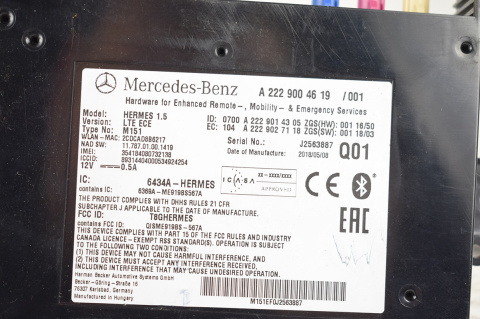 Mercedes-Benz A 222 900 46 19 /001
Hardware for Enhanced Remote-, Mobility- & Emergency Services
Model: HERMES 1.5 ID: 0700 A 222 901 43 05 ZGS(HW): 001 16/50
Version: LTE ECE EC: 104 A 222 902 71 18 ZGS(SW): 001 18/03
Type No: M151
WLAN-MAC: 2CDCAD886217 S/N: J2563887 Q01
NAD SW: 11.787.01.00.1419 Date of Manufacture: 2018/05/08
IMEI: 354184080732138
ICCID: 89314404000634924254
12V 0.5A
IC: 6434A-HERMES
contains IC: 6369A-ME919BS567A
ICASA
APPROVED
CE
EAC
THE PRODUCT COMPLIES WITH DHHS RULES 21 CFR
SUBCHAPTER J APPLICABLE TO THE DATE OF MANUFACTURE.
FCC ID: T8GHERMES
contains FCC ID: QISME919BS-567A
THIS DEVICE COMPLIES WITH PART 15 OF THE FCC RULES AND INDUSTRY
CANADA LICENCE - EXEMPT RSS STANDARD(S). OPERATION IS SUBJECT
TO THE FOLLOWING TWO CONDITIONS:
(1) THIS DEVICE MAY NOT CAUSE HARMFUL INTERFERENCE, AND
(2) THIS DEVICE MUST ACCEPT ANY INTERFERENCE RECEIVED,
INCLUDING INTERFERENCE THAT MAY CAUSE UNDESIRED OPERATION.
Harman Becker Automotive Systems GmbH
Becker-Göring-Straße 16
76307 Karlsbad, Germany
Manufactured in Hungary
M151EFDJ2563887